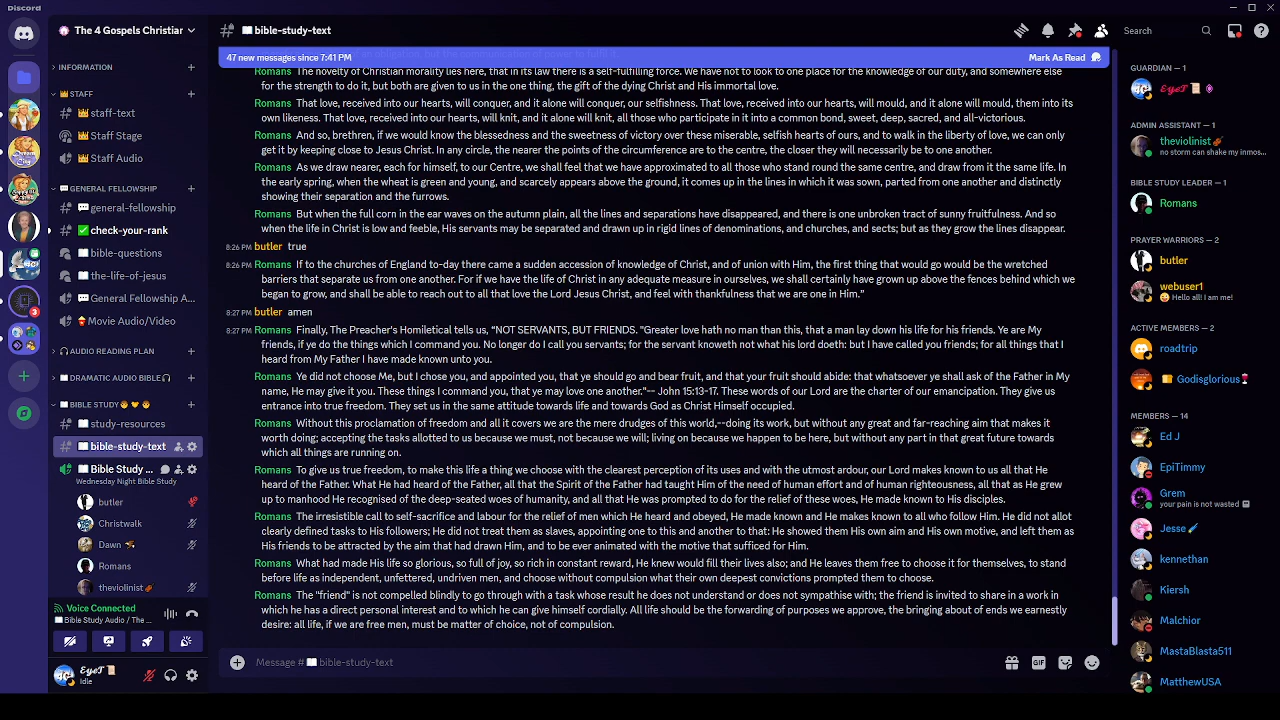 Discord
The 4 Gospels Christiar
bible-study-text
Search
INFORMATION
STAFF
staff-text
Staff Stage
Staff Audio
GENERAL FELLOWSHIP
general-fellowship
check-your-rank
bible-questions
the-life-of-jesus
General Fellowship A...
Movie Audio/Video
AUDIO READING PLAN
DRAMATIC AUDIO BIBLE
BIBLE STUDY
study-resources
bible-study-text
Bible Study ...
Wednesday Night Bible Study
butler
Christwalk
Dawn
Romans
theviolinist
Voice Connected
Bible Study Audio / The ...
EyeT
Idle
3
47 new messages since 7:41 PM
Mark As Read
Romans The novelty of Christian morality lies here, that in its law there is a self-fulfilling force. We have not to look to one place for the knowledge of our duty, and somewhere else
for the strength to do it, but both are given to us in the one thing, the gift of the dying Christ and His immortal love.
Romans That love, received into our hearts, will conquer, and it alone will conquer, our selfishness. That love, received into our hearts, will mould, and it alone will mould, them into its
own likeness. That love, received into our hearts, will knit, and it alone will knit, all those who participate in it into a common bond, sweet, deep, sacred, and all-victorious.
Romans And so, brethren, if we would know the blessedness and the sweetness of victory over these miserable, selfish hearts of ours, and to walk in the liberty of love, we can only
get it by keeping close to Jesus Christ. In any circle, the nearer the points of the circumference are to the centre, the closer they will necessarily be to one another.
Romans As we draw nearer, each for himself, to our Centre, we shall feel that we have approximated to all those who stand round the same centre, and draw from it the same life. In
the early spring, when the wheat is green and young, and scarcely appears above the ground, it comes up in the lines in which it was sown, parted from one another and distinctly
showing their separation and the furrows.
Romans But when the full corn in the ear waves on the autumn plain, all the lines and separations have disappeared, and there is one unbroken tract of sunny fruitfulness. And so
when the life in Christ is low and feeble, His servants may be separated and drawn up in rigid lines of denominations, and churches, and sects; but as they grow the lines disappear.
8:26 PM butler true
8:26 PM Romans If to the churches of England to-day there came a sudden accession of knowledge of Christ, and of union with Him, the first thing that would go would be the wretched
barriers that separate us from one another. For if we have the life of Christ in any adequate measure in ourselves, we shall certainly have grown up above the fences behind which we
began to grow, and shall be able to reach out to all that love the Lord Jesus Christ, and feel with thankfulness that we are one in Him."
8:27 PM butler amen
8:27 PM Romans Finally, The Preacher's Homiletical tells us, "NOT SERVANTS, BUT FRIENDS. "Greater love hath no man than this, that a man lay down his life for his friends. Ye are My
friends, if ye do the things which I command you. No longer do I call you servants; for the servant knoweth not what his lord doeth: but I have called you friends; for all things that I
heard from My Father I have made known unto you.
Romans Ye did not choose Me, but I chose you, and appointed you, that ye should go and bear fruit, and that your fruit should abide: that whatsoever ye shall ask of the Father in My
name, He may give it you. These things I command you, that ye may love one another."-- John 15:13-17. These words of our Lord are the charter of our emancipation. They give us
entrance into true freedom. They set us in the same attitude towards life and towards God as Christ Himself occupied.
Romans Without this proclamation of freedom and all it covers we are the mere drudges of this world,--doing its work, but without any great and far-reaching aim that makes it
worth doing; accepting the tasks allotted to us because we must, not because we will; living on because we happen to be here, but without any part in that great future towards
which all things are running on.
Romans To give us true freedom, to make this life a thing we choose with the clearest perception of its uses and with the utmost ardour, our Lord makes known to us all that He
heard of the Father. What He had heard of the Father, all that the Spirit of the Father had taught Him of the need of human effort and of human righteousness, all that as He grew
up to manhood He recognised of the deep-seated woes of humanity, and all that He was prompted to do for the relief of these woes, He made known to His disciples.
Romans The irresistible call to self-sacrifice and labour for the relief of men which He heard and obeyed, He made known and He makes known to all who follow Him. He did not allot
clearly defined tasks to His followers; He did not treat them as slaves, appointing one to this and another to that: He showed them His own aim and His own motive, and left them as
His friends to be attracted by the aim that had drawn Him, and to be ever animated with the motive that sufficed for Him.
Romans What had made His life so glorious, so full of joy, so rich in constant reward, He knew would fill their lives also; and He leaves them free to choose it for themselves, to stand
before life as independent, unfettered, undriven men, and choose without compulsion what their own deepest convictions prompted them to choose.
Romans The "friend" is not compelled blindly to go through with a task whose result he does not understand or does not sympathise with; the friend is invited to share in a work in
which he has a direct personal interest and to which he can give himself cordially. All life should be the forwarding of purposes we approve, the bringing about of ends we earnestly
desire: all life, if we are free men, must be matter of choice, not of compulsion.
Message # bible-study-text
GIF
GUARDIAN — 1
EyeT
ADMIN ASSISTANT — 1
theviolinist
no storm can shake my inmos...
BIBLE STUDY LEADER — 1
Romans
PRAYER WARRIORS — 2
butler
webuser1
Hello all! I am me!
ACTIVE MEMBERS — 2
roadtrip
Godisglorious
MEMBERS — 14
Ed J
EpiTimmy
Grem
your pain is not wasted
Jesse
kennethan
Kiersh
Malchior
MastaBlasta511
MatthewUSA